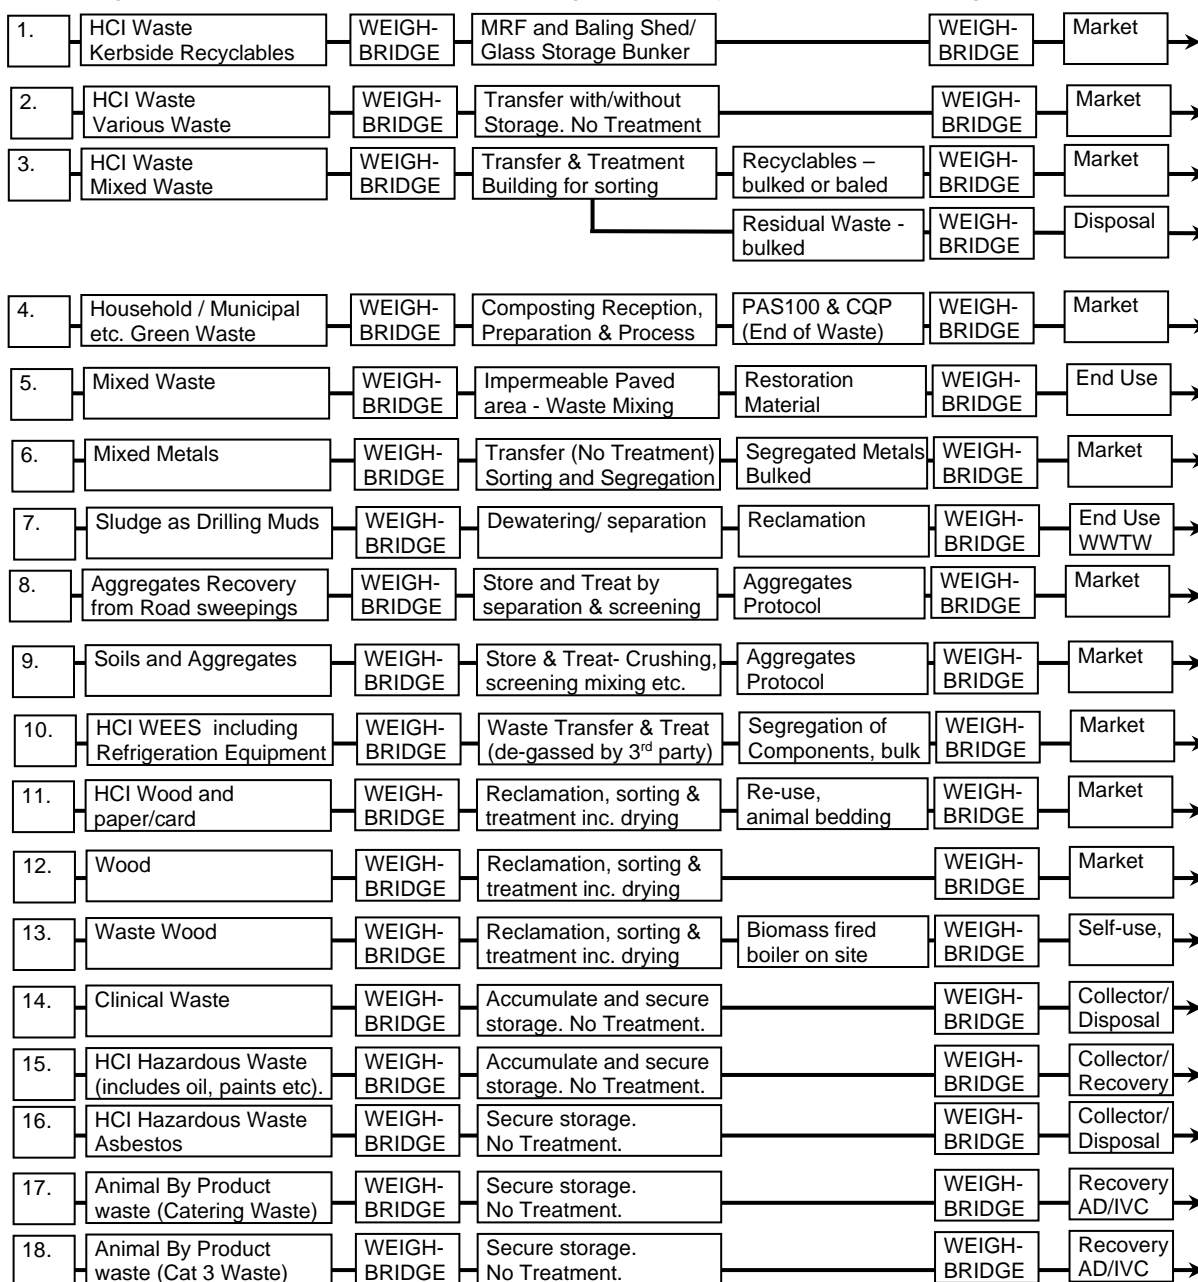 1.
HCI Waste
Kerbside Recyclables
WEIGH-
BRIDGE
MRF and Baling Shed/
Glass Storage Bunker
WEIGH-
BRIDGE
Market
2.
HCI Waste
Various Waste
WEIGH-
BRIDGE
Transfer with/without
Storage. No Treatment
WEIGH-
BRIDGE
Market
3.
HCI Waste
Mixed Waste
WEIGH-
BRIDGE
Transfer & Treatment
Building for sorting
Recyclables –
bulked or baled
WEIGH-
BRIDGE
Market
Residual Waste -
bulked
WEIGH-
BRIDGE
Disposal
4.
Household / Municipal
etc. Green Waste
WEIGH-
BRIDGE
Composting Reception,
Preparation & Process
PAS100 & CQP
(End of Waste)
WEIGH-
BRIDGE
Market
5.
Mixed Waste
WEIGH-
BRIDGE
Impermeable Paved
area - Waste Mixing
Restoration
Material
WEIGH-
BRIDGE
End Use
6.
Mixed Metals
WEIGH-
BRIDGE
Transfer (No Treatment)
Sorting and Segregation
Segregated Metals
Bulked
WEIGH-
BRIDGE
Market
7.
Sludge as Drilling Muds
WEIGH-
BRIDGE
Dewatering/ separation
Reclamation
WEIGH-
BRIDGE
End Use
WWTW
8.
Aggregates Recovery
from Road sweepings
WEIGH-
BRIDGE
Store and Treat by
separation & screening
Aggregates
Protocol
WEIGH-
BRIDGE
Market
9.
Soils and Aggregates
WEIGH-
BRIDGE
Store & Treat- Crushing,
screening mixing etc.
Aggregates
Protocol
WEIGH-
BRIDGE
Market
10.
HCI WEES including
Refrigeration Equipment
WEIGH-
BRIDGE
Waste Transfer & Treat
(de-gassed by 3rd party)
Segregation of
Components, bulk
WEIGH-
BRIDGE
Market
11.
HCI Wood and
paper/card
WEIGH-
BRIDGE
Reclamation, sorting &
treatment inc. drying
Re-use,
animal bedding
WEIGH-
BRIDGE
Market
12.
Wood
WEIGH-
BRIDGE
Reclamation, sorting &
treatment inc. drying
WEIGH-
BRIDGE
Market
13.
Waste Wood
WEIGH-
BRIDGE
Reclamation, sorting &
treatment inc. drying
Biomass fired
boiler on site
WEIGH-
BRIDGE
Self-use,
14.
Clinical Waste
WEIGH-
BRIDGE
Accumulate and secure
storage. No Treatment.
WEIGH-
BRIDGE
Collector/
Disposal
15.
HCI Hazardous Waste
(includes oil, paints etc).
WEIGH-
BRIDGE
Accumulate and secure
storage. No Treatment.
WEIGH-
BRIDGE
Collector/
Recovery
16.
HCI Hazardous Waste
Asbestos
WEIGH-
BRIDGE
Secure storage.
No Treatment.
WEIGH-
BRIDGE
Collector/
Disposal
17.
Animal By Product
waste (Catering Waste)
WEIGH-
BRIDGE
Secure storage.
No Treatment.
WEIGH-
BRIDGE
Recovery
AD/IVC
18.
Animal By Product
waste (Cat 3 Waste)
WEIGH-
BRIDGE
Secure storage.
No Treatment.
WEIGH-
BRIDGE
Recovery
AD/IVC